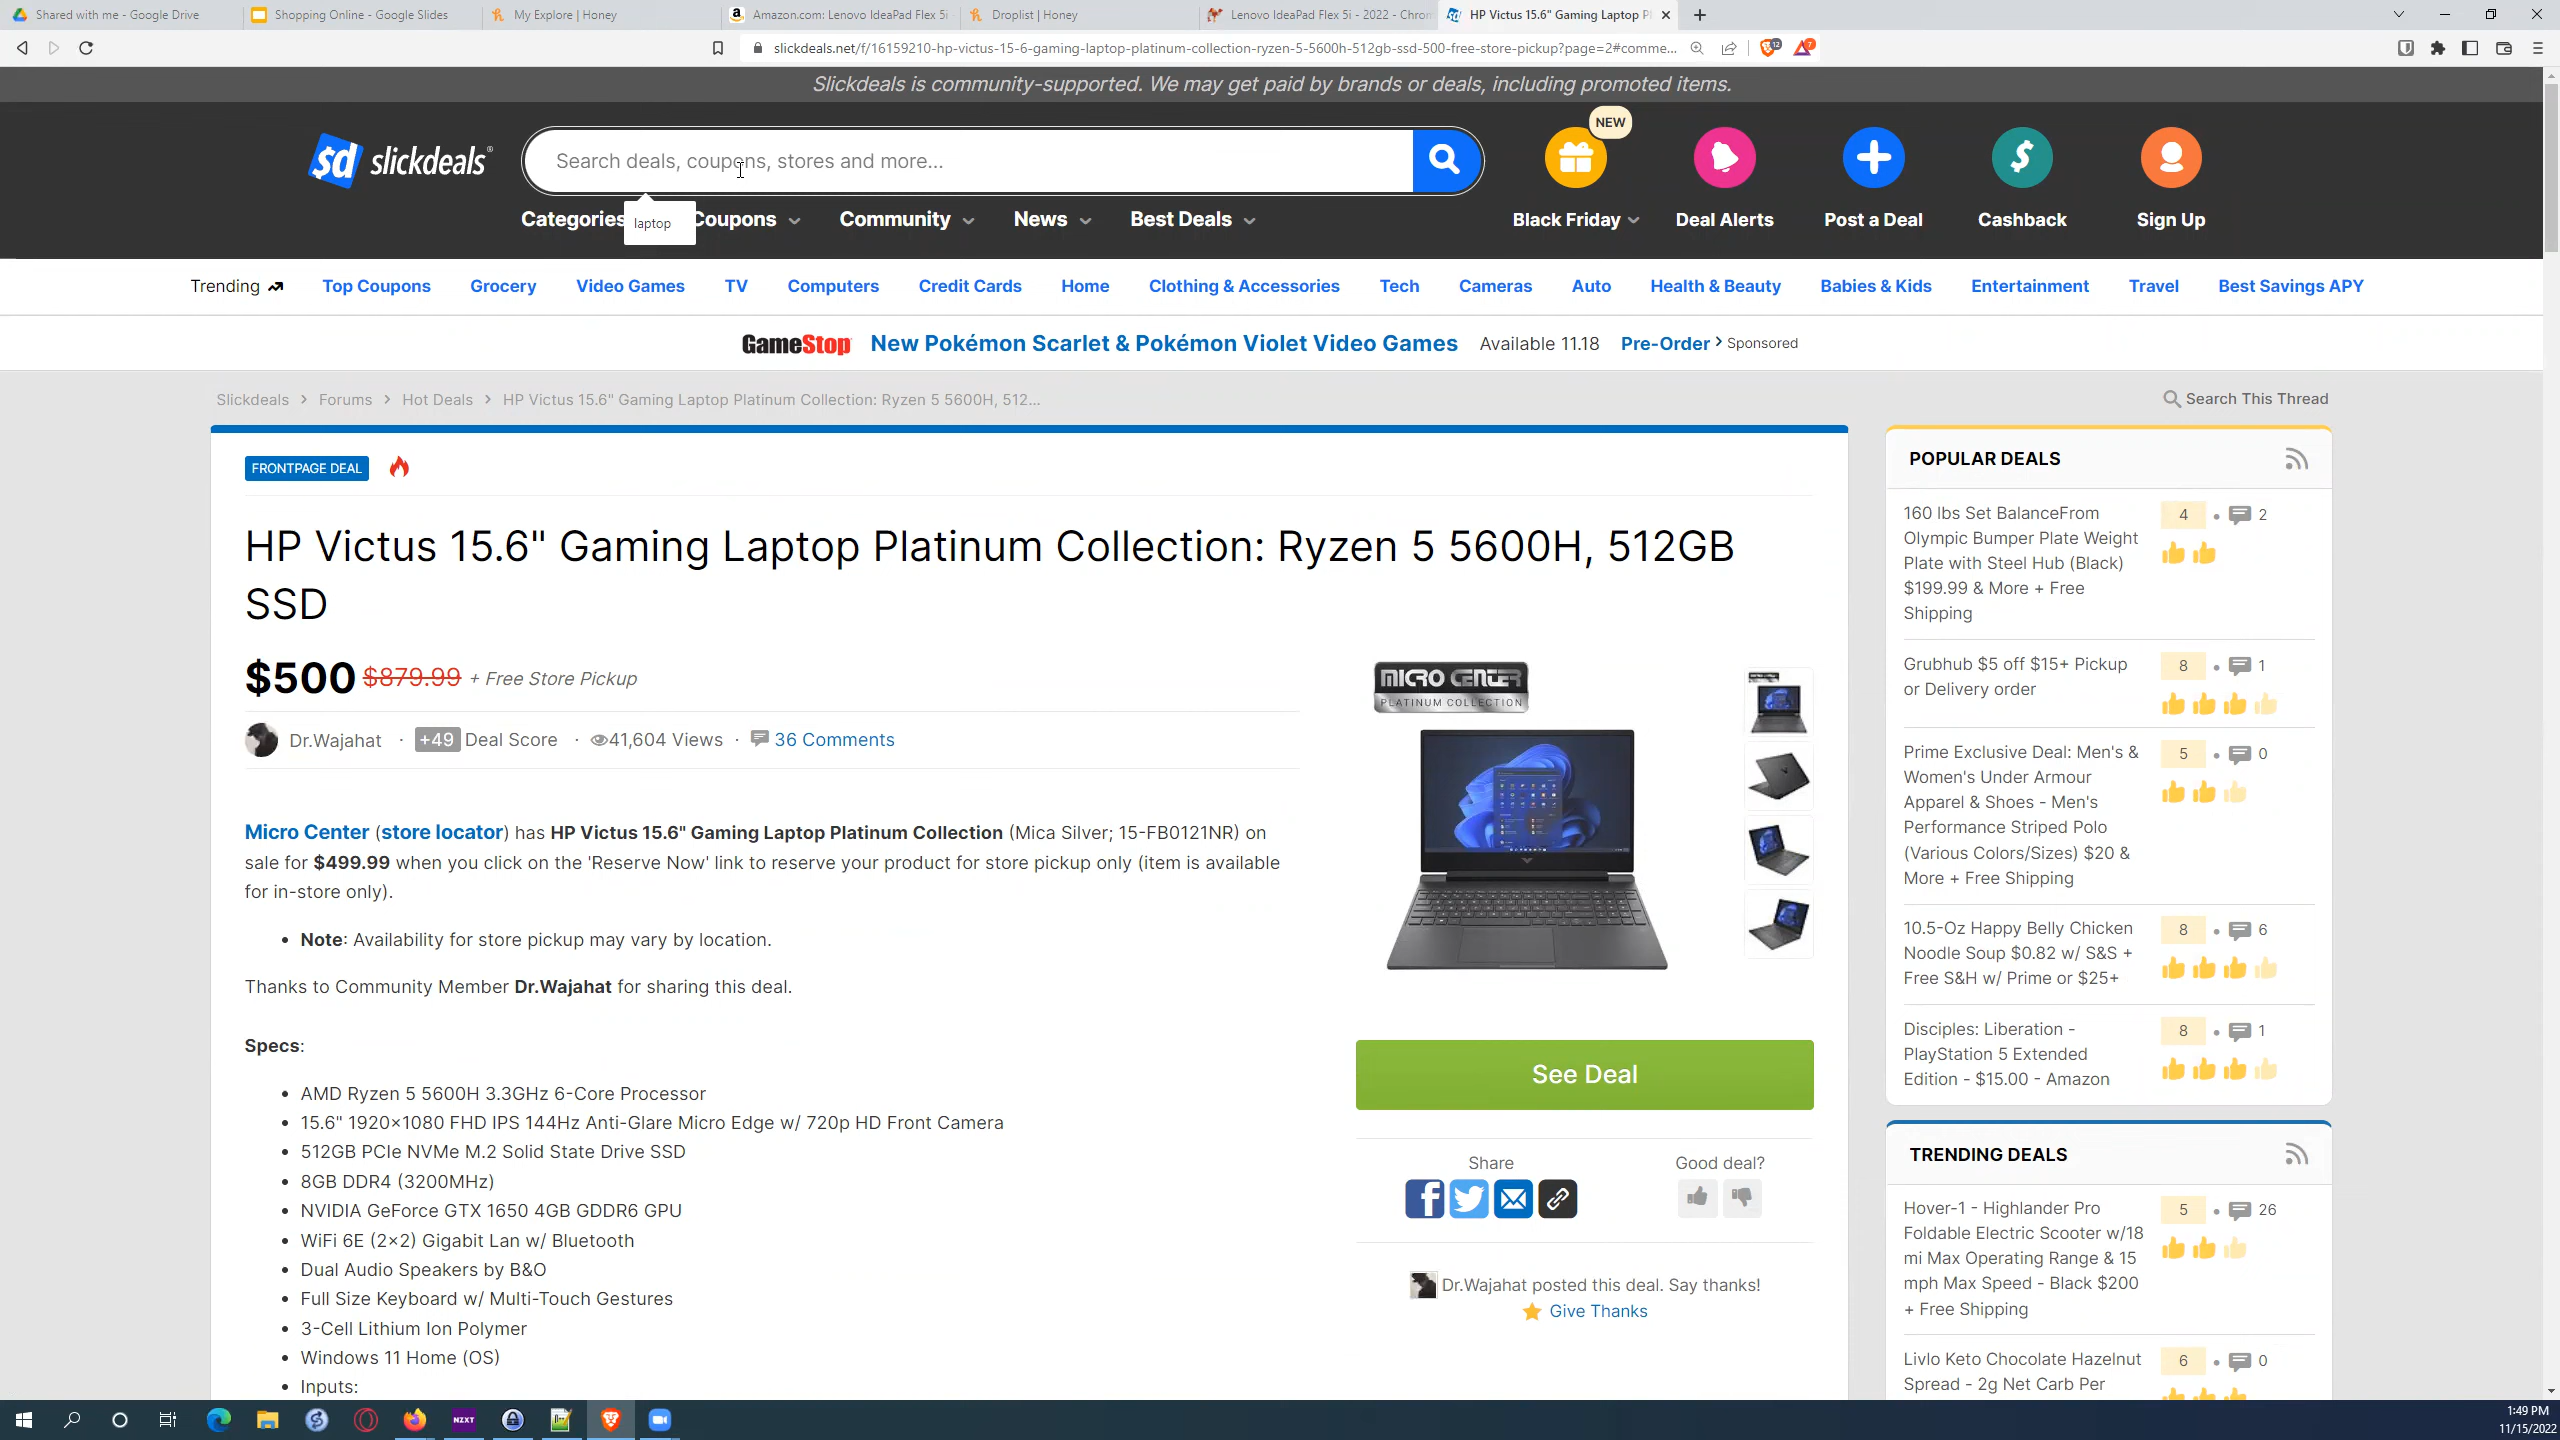 Shared with me - Google Drive
Shopping Online - Google Slides
My Explore | Honey
Amazon.com: Lenovo IdeaPad Flex 5i
Droplist | Honey
Lenovo IdeaPad Flex 5i - 2022 - Chrom
HP Victus 15.6" Gaming Laptop P
slickdeals.net/f/16159210-hp-victus-15-6-gaming-laptop-platinum-collection-ryzen-5-5600h-512gb-ssd-500-free-store-pickup?page=2#comme...
Slickdeals is community-supported. We may get paid by brands or deals, including promoted items.
sd slickdeals®
Search deals, coupons, stores and more...
NEW
laptop
Categories
Coupons
Community
News
Best Deals
Black Friday
Deal Alerts
Post a Deal
Cashback
Sign Up
Trending
Top Coupons
Grocery
Video Games
TV
Computers
Credit Cards
Home
Clothing & Accessories
Tech
Cameras
Auto
Health & Beauty
Babies & Kids
Entertainment
Travel
Best Savings APY
GameStop New Pokémon Scarlet & Pokémon Violet Video Games Available 11.18 Pre-Order > Sponsored
Slickdeals > Forums > Hot Deals > HP Victus 15.6" Gaming Laptop Platinum Collection: Ryzen 5 5600H, 512...
Search This Thread
FRONTPAGE DEAL
HP Victus 15.6" Gaming Laptop Platinum Collection: Ryzen 5 5600H, 512GB
SSD
$500 $879.99 + Free Store Pickup
Dr.Wajahat · +49 Deal Score · 41,604 Views · 36 Comments
Micro Center (store locator) has HP Victus 15.6" Gaming Laptop Platinum Collection (Mica Silver; 15-FB0121NR) on
sale for $499.99 when you click on the 'Reserve Now' link to reserve your product for store pickup only (item is available
for in-store only).
• Note: Availability for store pickup may vary by location.
Thanks to Community Member Dr.Wajahat for sharing this deal.
Specs:
• AMD Ryzen 5 5600H 3.3GHz 6-Core Processor
• 15.6" 1920×1080 FHD IPS 144Hz Anti-Glare Micro Edge w/ 720p HD Front Camera
• 512GB PCIe NVMe M.2 Solid State Drive SSD
• 8GB DDR4 (3200MHz)
• NVIDIA GeForce GTX 1650 4GB GDDR6 GPU
• WiFi 6E (2×2) Gigabit Lan w/ Bluetooth
• Dual Audio Speakers by B&O
• Full Size Keyboard w/ Multi-Touch Gestures
• 3-Cell Lithium Ion Polymer
• Windows 11 Home (OS)
• Inputs:
MICRO CENTER
PLATINUM COLLECTION
See Deal
Share
Good deal?
Dr.Wajahat posted this deal. Say thanks!
Give Thanks
POPULAR DEALS
160 lbs Set BalanceFrom
Olympic Bumper Plate Weight
Plate with Steel Hub (Black)
$199.99 & More + Free
Shipping
4 • 2
Grubhub $5 off $15+ Pickup
or Delivery order
8 • 1
Prime Exclusive Deal: Men's &
Women's Under Armour
Apparel & Shoes - Men's
Performance Striped Polo
(Various Colors/Sizes) $20 &
More + Free Shipping
5 • 0
10.5-Oz Happy Belly Chicken
Noodle Soup $0.82 w/ S&S +
Free S&H w/ Prime or $25+
8 • 6
Disciples: Liberation -
PlayStation 5 Extended
Edition - $15.00 - Amazon
8 • 1
TRENDING DEALS
Hover-1 - Highlander Pro
Foldable Electric Scooter w/18
mi Max Operating Range & 15
mph Max Speed - Black $200
+ Free Shipping
5 • 26
Livlo Keto Chocolate Hazelnut
Spread - 2g Net Carb Per
6 • 0
NZXT
1:49 PM
11/15/2022